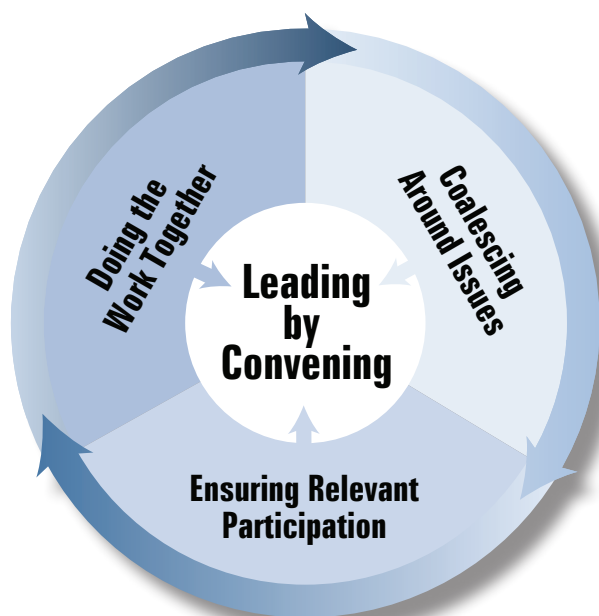 Leading
by
Convening
Coalescing
Around Issues
Ensuring Relevant
Participation
Doing the
Work Together